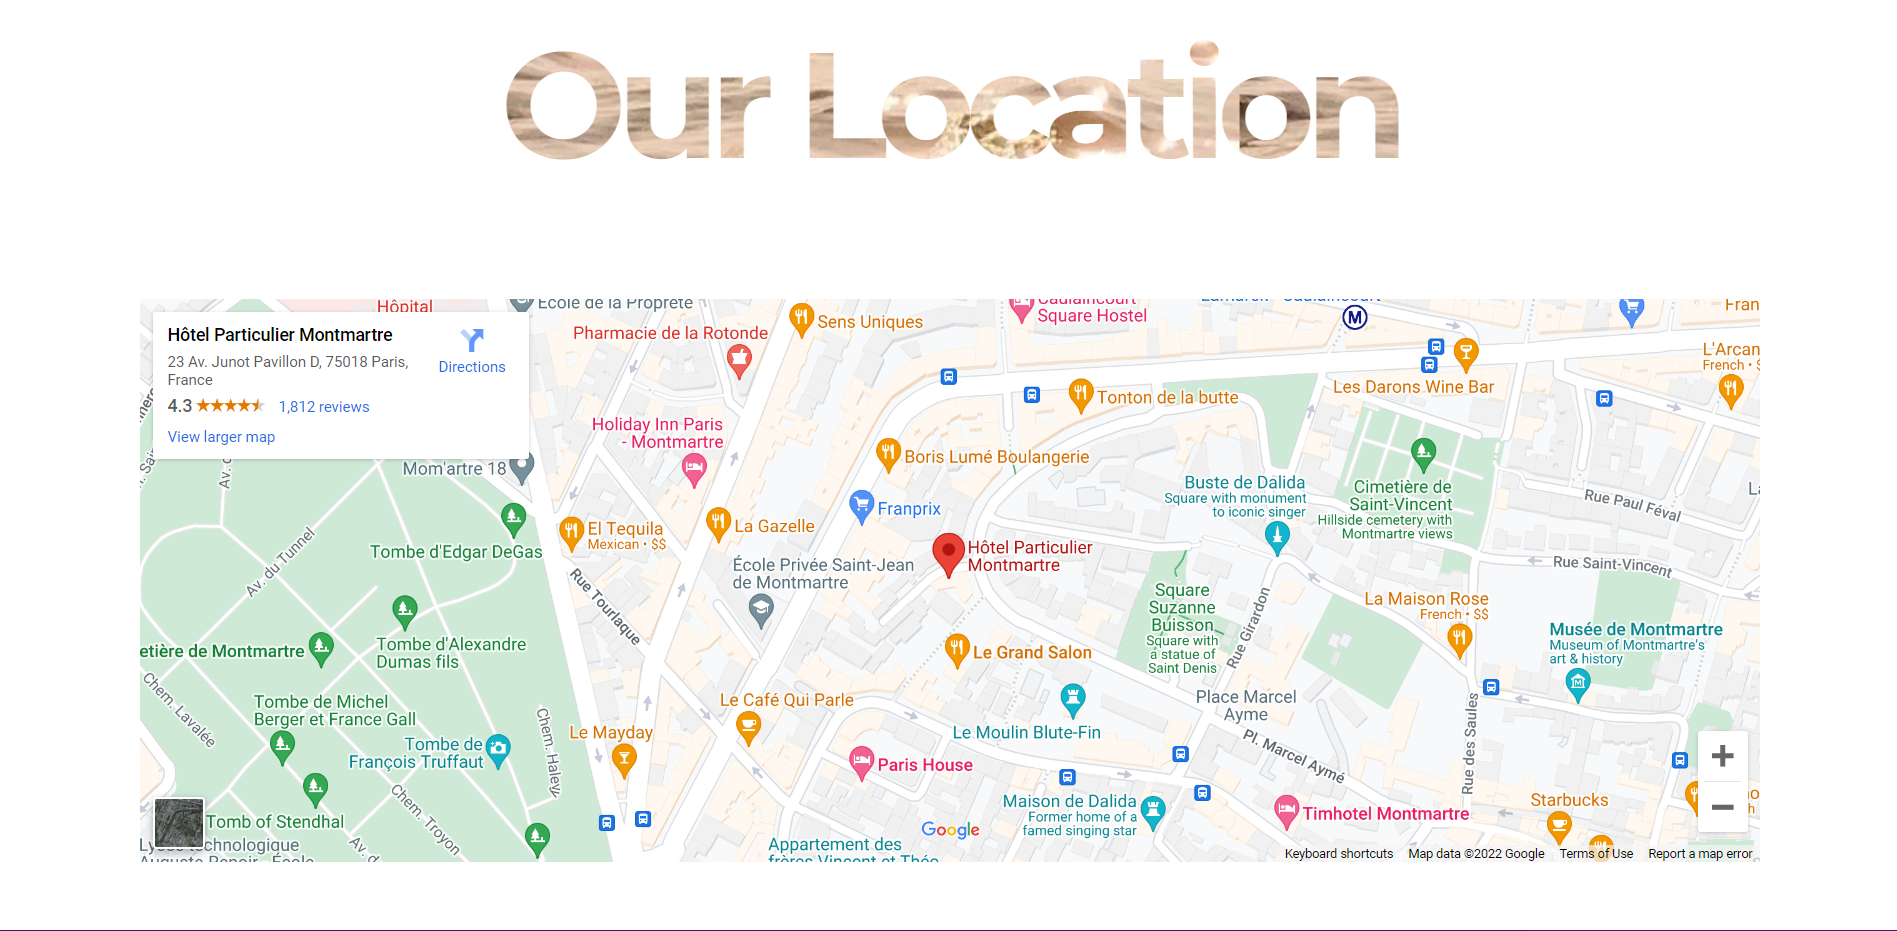 Our Location
Hôtel Particulier Montmartre
23 Av. Junot Pavillon D, 75018 Paris,
France
4.3
1,812 reviews
View larger map
Directions
Hôpital
École de la Propreté
Pharmacie de la Rotonde
Sens Uniques
Caulaincourt
Square Hostel
Lamarck - Caulaincourt
M
Fran
L'Arcan
French • $
Les Darons Wine Bar
Tonton de la butte
Holiday Inn Paris
- Montmartre
Mom'artre 18
Boris Lumé Boulangerie
Franprix
Buste de Dalida
Square with monument
to iconic singer
Cimetière de
Saint-Vincent
Hillside cemetery with
Montmartre views
Rue Paul Féval
El Tequila
Mexican • $$
La Gazelle
Tombe d'Edgar DeGas
Av. du Tunnel
École Privée Saint-Jean
de Montmartre
Hôtel Particulier
Montmartre
Rue Saint-Vincent
Rue Tourlaque
Square
Suzanne
Buisson
Square with
a statue of
Saint Denis
Rue Girardon
La Maison Rose
French • $$
Musée de Montmartre
Museum of Montmartre's
art & history
etière de Montmartre
Tombe d'Alexandre
Dumas fils
Le Grand Salon
Chem. Lavalée
Tombe de Michel
Berger et France Gall
Le Café Qui Parle
Place Marcel
Ayme
Le Mayday
Le Moulin Blute-Fin
Tombe de
François Truffaut
Chem. Halevy
Paris House
Pl. Marcel Aymé
Rue des Saules
Chem. Troyon
Maison de Dalida
Former home of a
famed singing star
Timhotel Montmartre
Starbucks
Tomb of Stendhal
Av. d
Google
Appartement des
frères Vincent et Théo
Auguste Renoir - École
Keyboard shortcuts
Map data ©2022 Google
Terms of Use
Report a map error